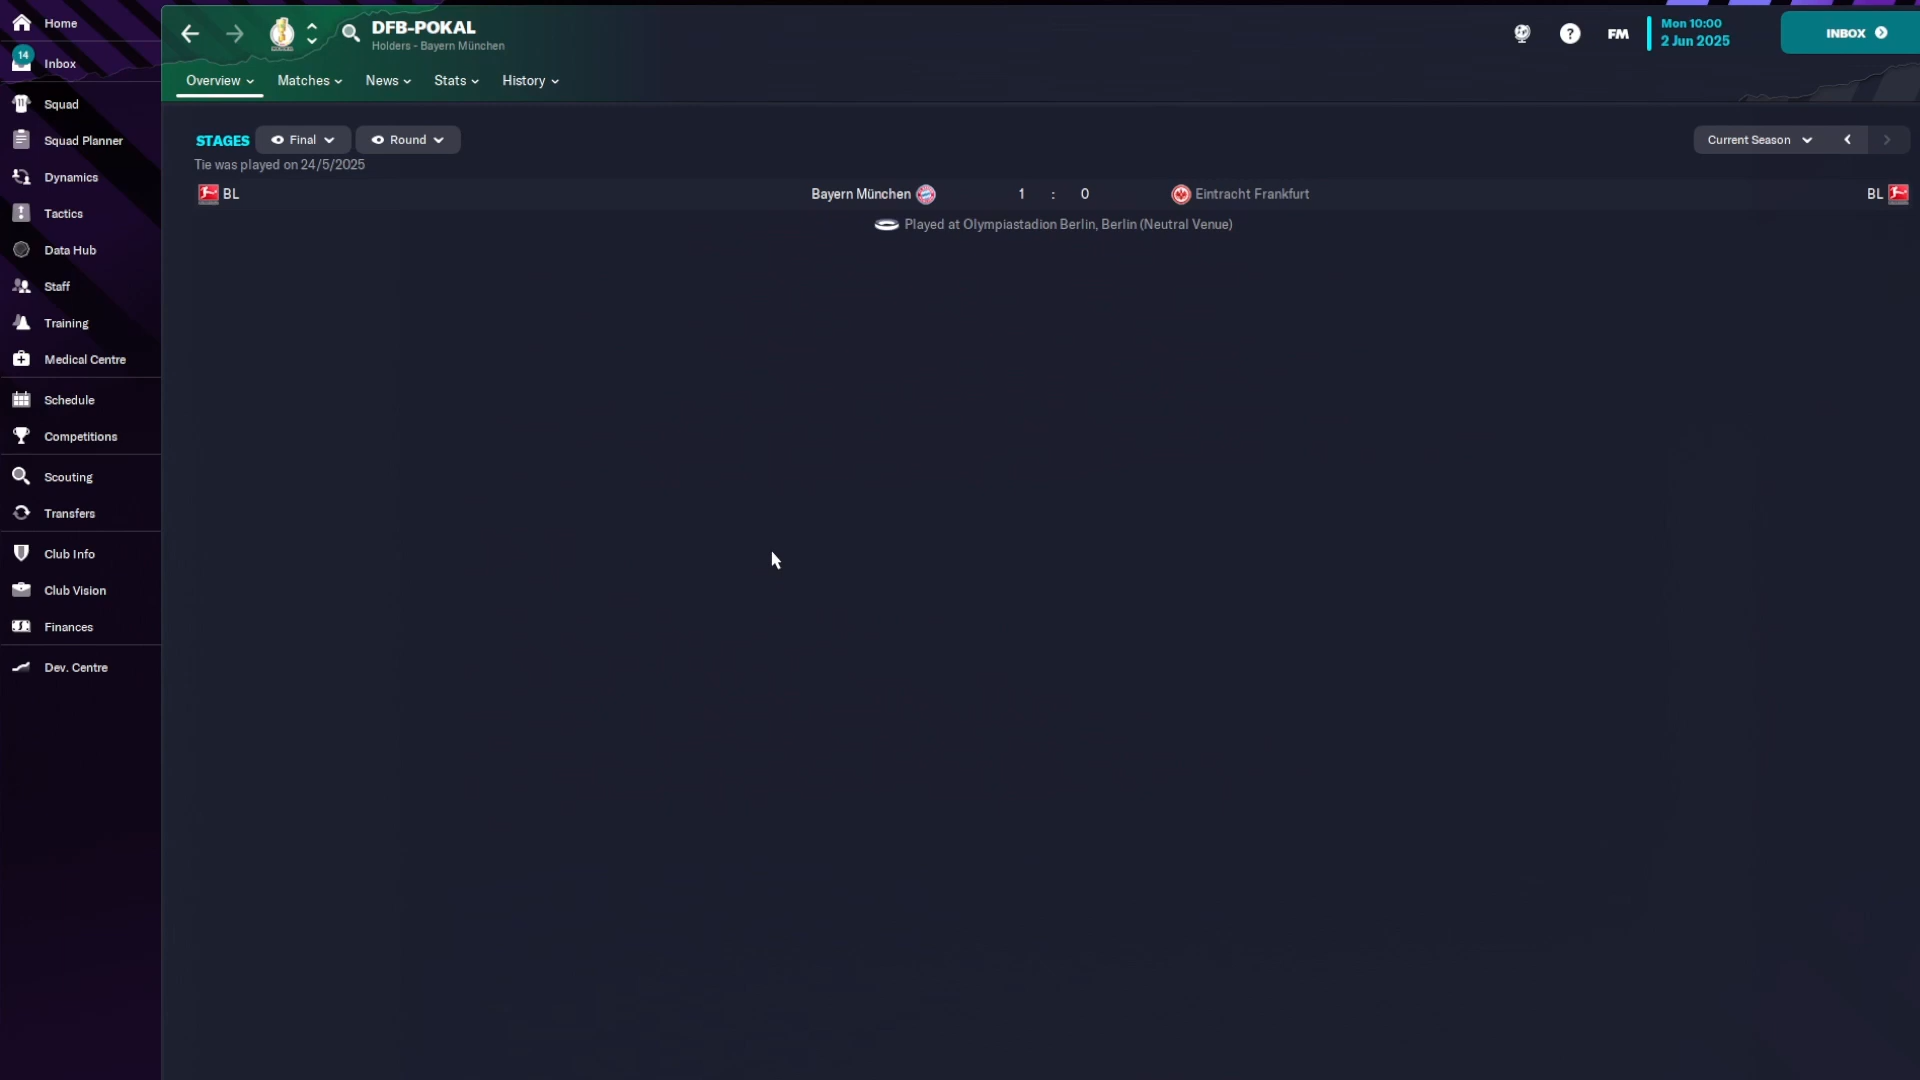 Home
14
Inbox
Squad
Squad Planner
Dynamics
Tactics
Data Hub
Staff
Training
Medical Centre
Schedule
Competitions
Scouting
Transfers
Club Info
Club Vision
Finances
Dev. Centre
DFB-POKAL
Holders - Bayern München
FM
Mon 10:00
2 Jun 2025
INBOX
Overview
Matches
News
Stats
History
STAGES
Final
Round
Current Season
Tie was played on 24/5/2025
BL Bayern München 1 : 0 Eintracht Frankfurt BL
Played at Olympiastadion Berlin, Berlin (Neutral Venue)